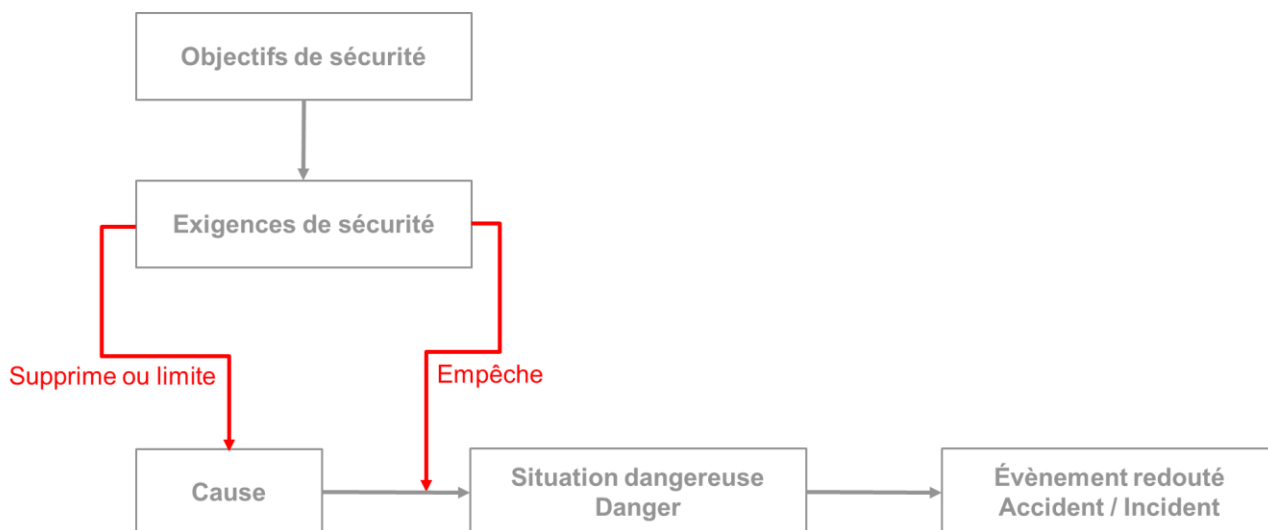 Objectifs de sécurité
Exigences de sécurité
Supprime ou limite
Empêche
Cause
Situation dangereuse
Danger
Évènement redouté
Accident / Incident